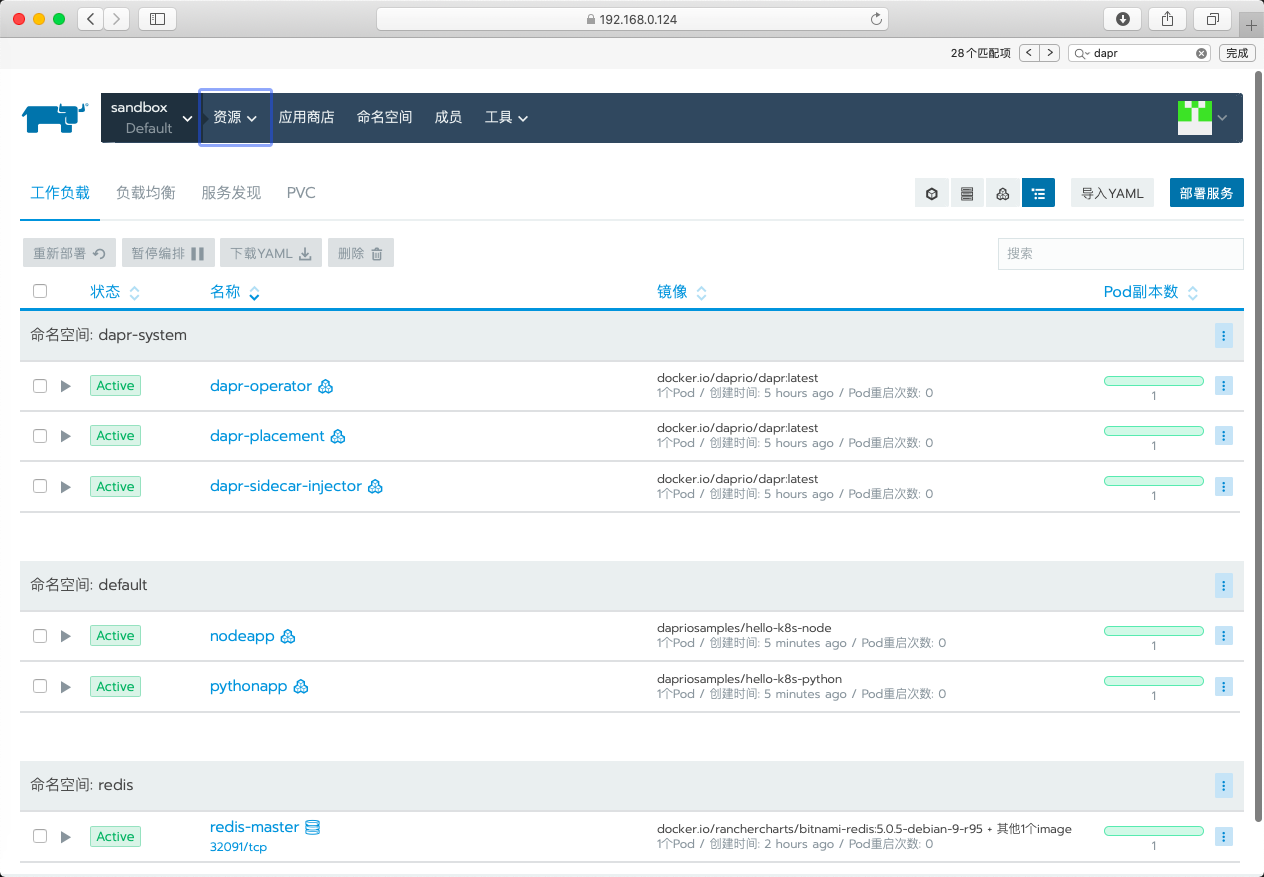 192.168.0.124
28个匹配项 dapr 完成
sandbox
Default
资源 应用商店 命名空间 成员 工具
工作负载 负载均衡 服务发现 PVC 导入YAML 部署服务
重新部署 暂停编排 下载YAML 删除 搜索
状态 名称 镜像 Pod副本数
命名空间: dapr-system
Active dapr-operator docker.io/daprio/dapr:latest
1个Pod / 创建时间: 5 hours ago / Pod重启次数: 0 1
Active dapr-placement docker.io/daprio/dapr:latest
1个Pod / 创建时间: 5 hours ago / Pod重启次数: 0 1
Active dapr-sidecar-injector docker.io/daprio/dapr:latest
1个Pod / 创建时间: 5 hours ago / Pod重启次数: 0 1
命名空间: default
Active nodeapp dapriosamples/hello-k8s-node
1个Pod / 创建时间: 5 minutes ago / Pod重启次数: 0 1
Active pythonapp dapriosamples/hello-k8s-python
1个Pod / 创建时间: 5 minutes ago / Pod重启次数: 0 1
命名空间: redis
Active redis-master docker.io/ranchercharts/bitnami-redis:5.0.5-debian-9-r95 + 其他1个image
32091/tcp 1个Pod / 创建时间: 2 hours ago / Pod重启次数: 0 1